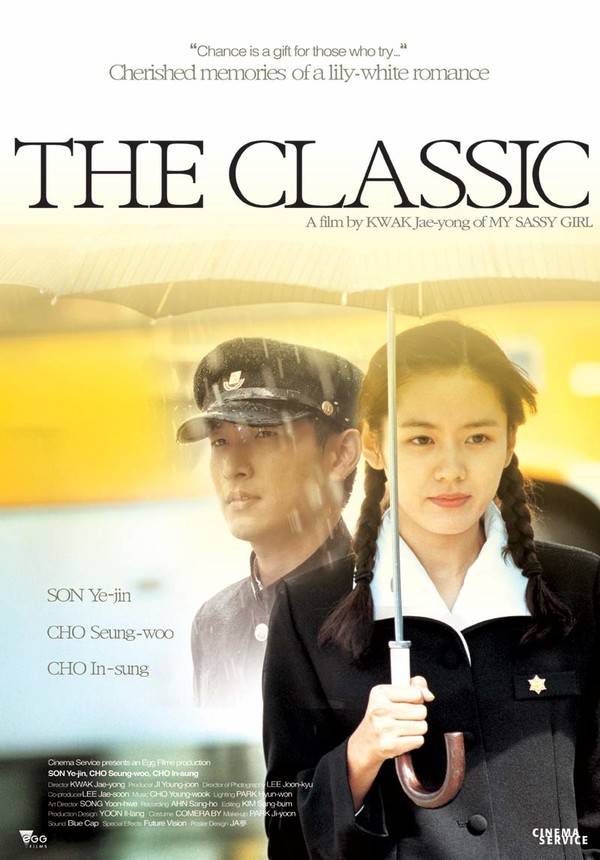 “Chance is a gift for those who try...“
Cherished memories of a lily-white romance
THE CLASSIC
A film by KWAK Jae-yong of MY SASSY GIRL
SON Ye-jin
CHO Seung-woo
CHO In-sung
Cinema Service presents an Egg Filme production
SON Ye-jin, CHO Seung-woo, CHO In-sung
Director KWAK Jae-yong Producer JI Young-joon Director of Photography LEE Joon-kyu
Co-producer LEE Jae-soon Music CHO Young-wook Lighting PARK Hyun-won
Art Director SONG Yoon-hwe Recording AHN Sang-ho Editing KIM Sang-bum
Production Design YOON Il-lang Costume COMERA BY Make-up PARK Ji-yoon
Sound Blue Cap Special Effects Future Vision Poster Design
egg FILMS
CINEMA SERVICE